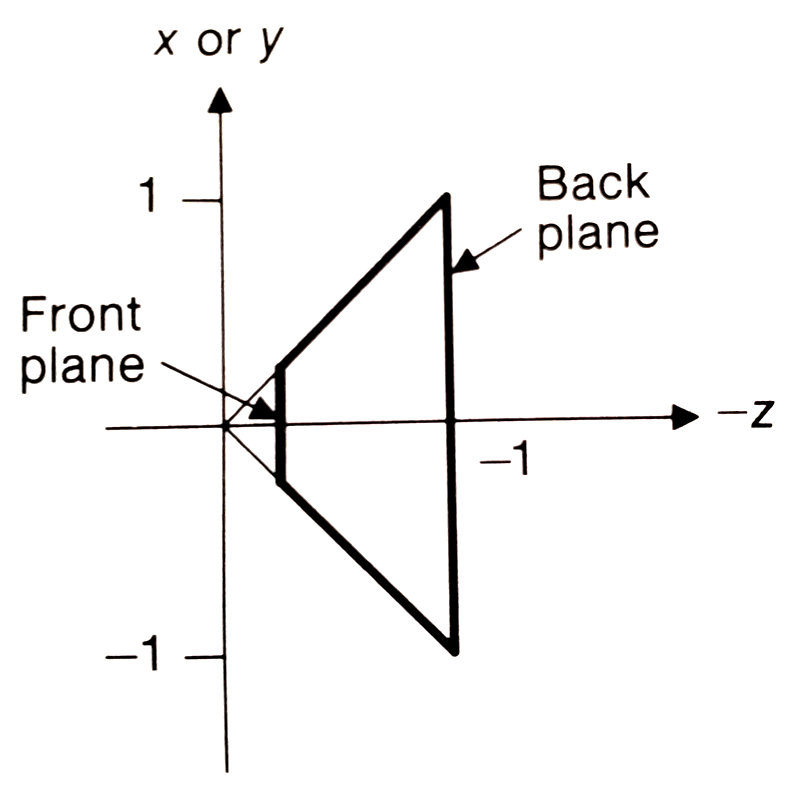 x or y
1
Back
plane
Front
plane
–z
–1
–1